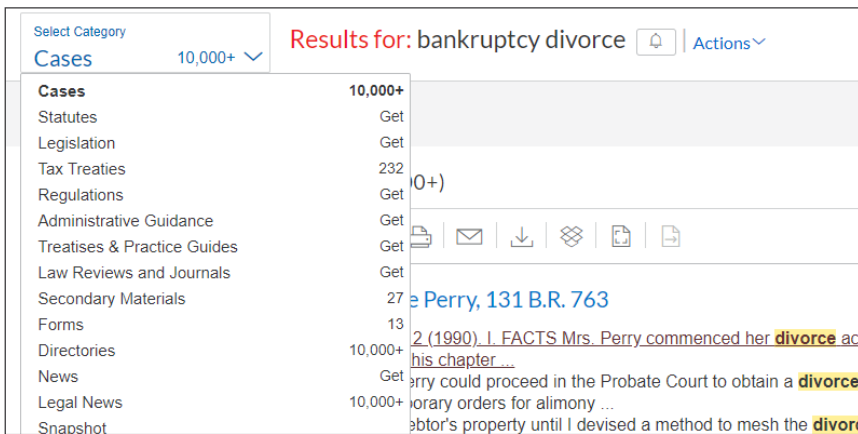 Select Category
Cases 10,000+
Results for: bankruptcy divorce
Actions
Cases 10,000+
Statutes Get
Legislation Get
Tax Treaties 232
Regulations Get
Administrative Guidance Get
Treatises & Practice Guides Get
Law Reviews and Journals Get
Secondary Materials 27
Forms 13
Directories 10,000+
News Get
Legal News 10,000+
Snapshot
00+)
e Perry, 131 B.R. 763
2 (1990). I. FACTS Mrs. Perry commenced her divorce ac
his chapter ...
erry could proceed in the Probate Court to obtain a divorce
orary orders for alimony ...
ebtor's property until I devised a method to mesh the divorc